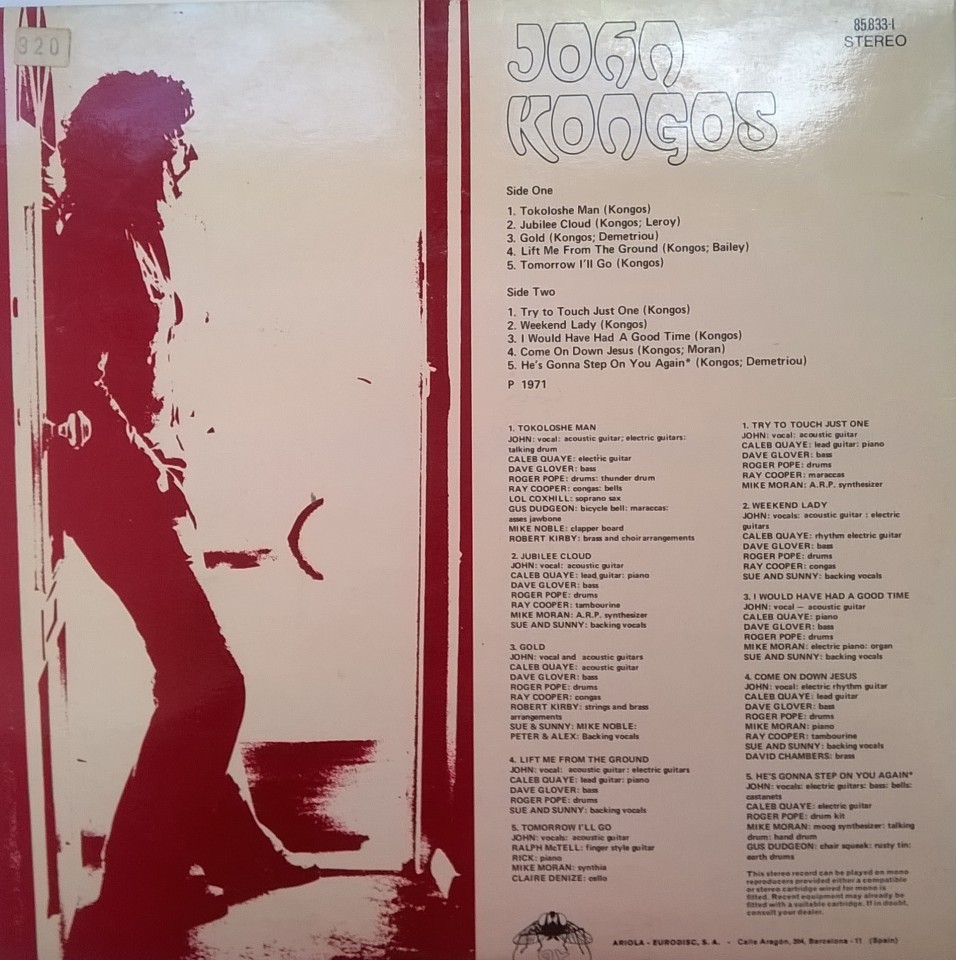 920
JOHN
KONGOS
85.833-I
STEREO
Side One
1. Tokoloshe Man (Kongos)
2. Jubilee Cloud (Kongos; Leroy)
3. Gold (Kongos; Demetriou)
4. Lift Me From The Ground (Kongos; Bailey)
5. Tomorrow I'll Go (Kongos)
Side Two
1. Try to Touch Just One (Kongos)
2. Weekend Lady (Kongos)
3. I Would Have Had A Good Time (Kongos)
4. Come On Down Jesus (Kongos; Moran)
5. He's Gonna Step On You Again* (Kongos; Demetriou)
P 1971
1. TOKOLOSHE MAN
JOHN: vocal: acoustic guitar; electric guitars:
talking drum
CALEB QUAYE: electric guitar
DAVE GLOVER: bass
ROGER POPE: drums: thunder drum
RAY COOPER: congas: bells
LOL COXHILL: soprano sax
GUS DUDGEON: bicycle bell: maraccas:
asses jawbone
MIKE NOBLE: clapper board
ROBERT KIRBY: brass and choir arrangements
2. JUBILEE CLOUD
JOHN: vocal: acoustic guitar
CALEB QUAYE: lead guitar: piano
DAVE GLOVER: bass
ROGER POPE: drums
RAY COOPER: tambourine
MIKE MORAN: A.R.P. synthesizer
SUE AND SUNNY: backing vocals
3. GOLD
JOHN: vocal and acoustic guitars
CALEB QUAYE: acoustic guitar
DAVE GLOVER: bass
ROGER POPE: drums
RAY COOPER: congas
ROBERT KIRBY: strings and brass
arrangements
SUE & SUNNY: MIKE NOBLE:
PETER & ALEX: Backing vocals
4. LIFT ME FROM THE GROUND
JOHN: vocal: acoustic guitar: electric guitars
CALEB QUAYE: lead guitar: piano
DAVE GLOVER: bass
ROGER POPE: drums
SUE AND SUNNY: backing vocals
5. TOMORROW I'LL GO
JOHN: vocals: acoustic guitar
RALPH McTELL: finger style guitar
RICK: piano
MIKE MORAN: synthia
CLAIRE DENIZE: cello
1. TRY TO TOUCH JUST ONE
JOHN: vocal: acoustic guitar
CALEB QUAYE: lead guitar: piano
DAVE GLOVER: bass
ROGER POPE: drums
RAY COOPER: maraccas
MIKE MORAN: A.R.P. synthesizer
2. WEEKEND LADY
JOHN: vocals: acoustic guitar : electric
guitars
CALEB QUAYE: rhythm electric guitar
DAVE GLOVER: bass
ROGER POPE: drums
RAY COOPER: congas
SUE AND SUNNY: backing vocals
3. I WOULD HAVE HAD A GOOD TIME
JOHN: vocal — acoustic guitar
CALEB QUAYE: piano
DAVE GLOVER: bass
ROGER POPE: drums
MIKE MORAN: electric piano: organ
SUE AND SUNNY: backing vocals
4. COME ON DOWN JESUS
JOHN: vocal: electric rhythm guitar
CALEB QUAYE: lead guitar
DAVE GLOVER: bass
ROGER POPE: drums
MIKE MORAN: piano
RAY COOPER: tambourine
SUE AND SUNNY: backing vocals
DAVID CHAMBERS: brass
5. HE'S GONNA STEP ON YOU AGAIN*
JOHN: vocals: electric guitars: bass: bells:
castanets
CALEB QUAYE: electric guitar
ROGER POPE: drum kit
MIKE MORAN: moog synthesizer: talking
drum: hand drum
GUS DUDGEON: chair squeak: rusty tin:
earth drums
This stereo record can be played on mono
reproducers provided either a compatible
or stereo cartridge wired for mono is
fitted. Recent equipment may already be
fitted with a suitable cartridge. If in doubt,
consult your dealer.
ARIOLA - EURODISC, S. A. - Calle Aragón, 204, Barcelona - 11 (Spain)